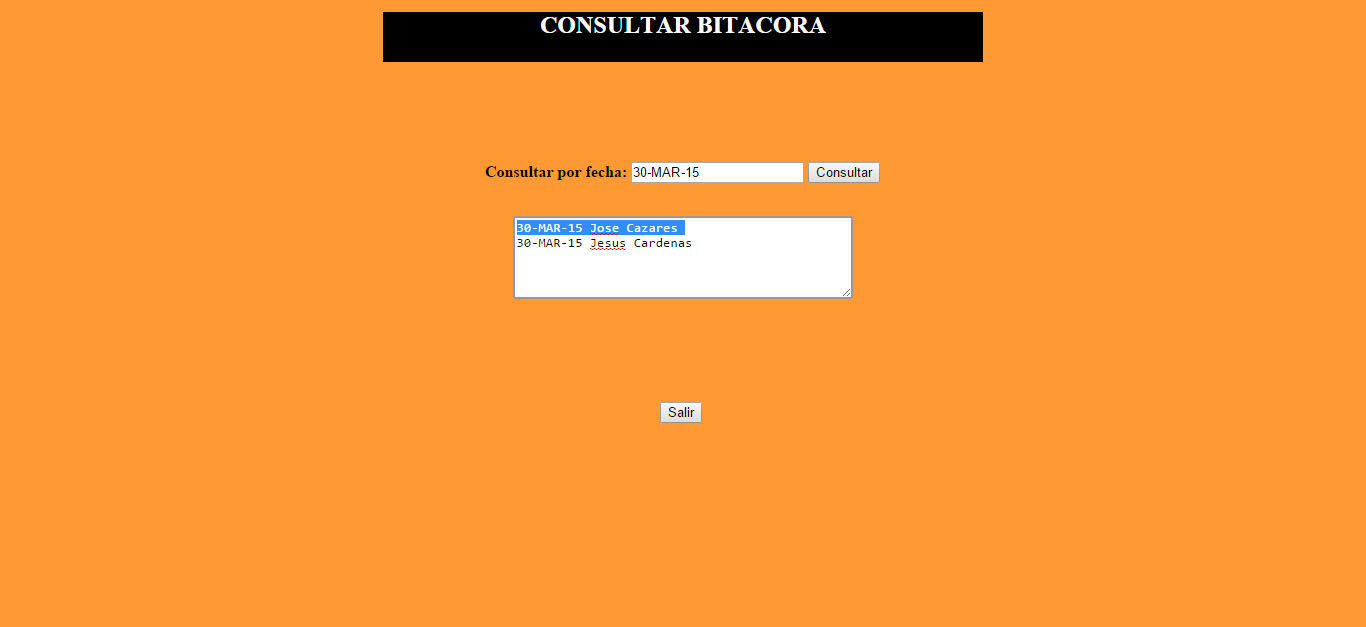 CONSULTAR BITACORA
Consultar por fecha: 30-MAR-15 Consultar
30-MAR-15 Jose Cazares
30-MAR-15 Jesus Cardenas
Salir